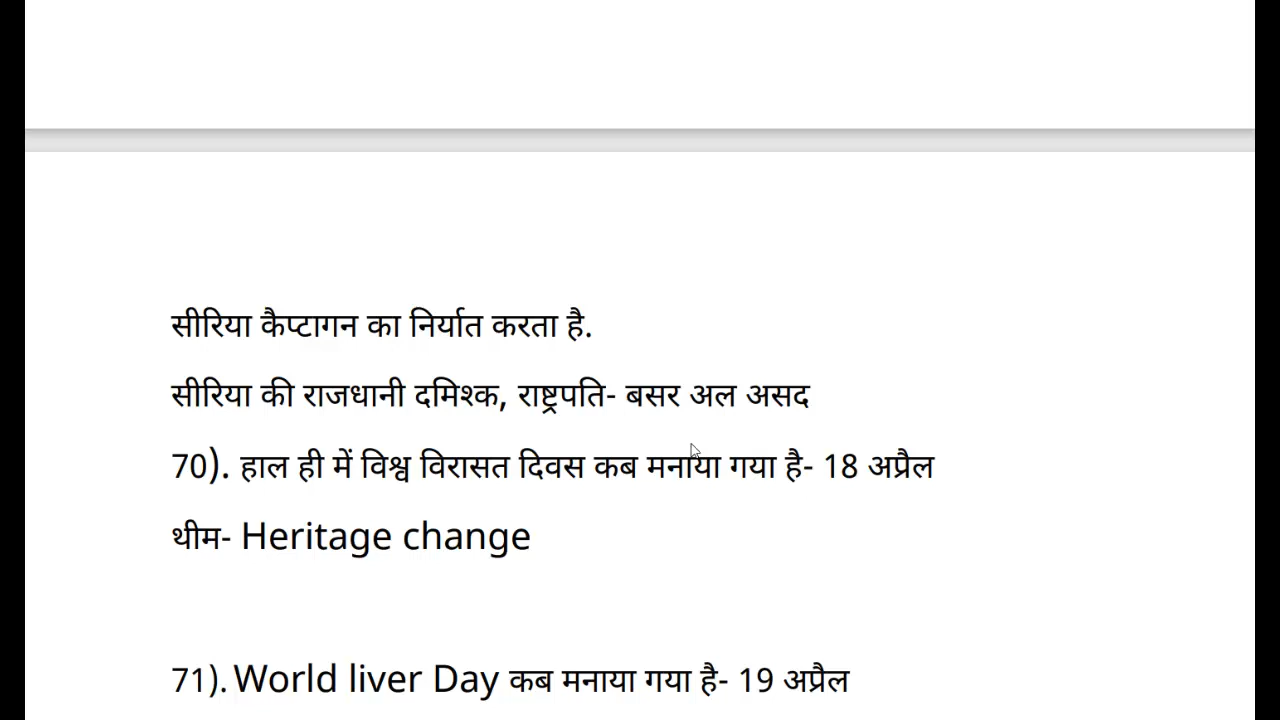 सीरिया कैप्टागन का निर्यात करता है.
सीरिया की राजधानी दमिश्क, राष्ट्रपति- बसर अल असद
70). हाल ही में विश्व विरासत दिवस कब मनाया गया है- 18 अप्रैल
थीम- Heritage change
71). World liver Day कब मनाया गया है- 19 अप्रैल